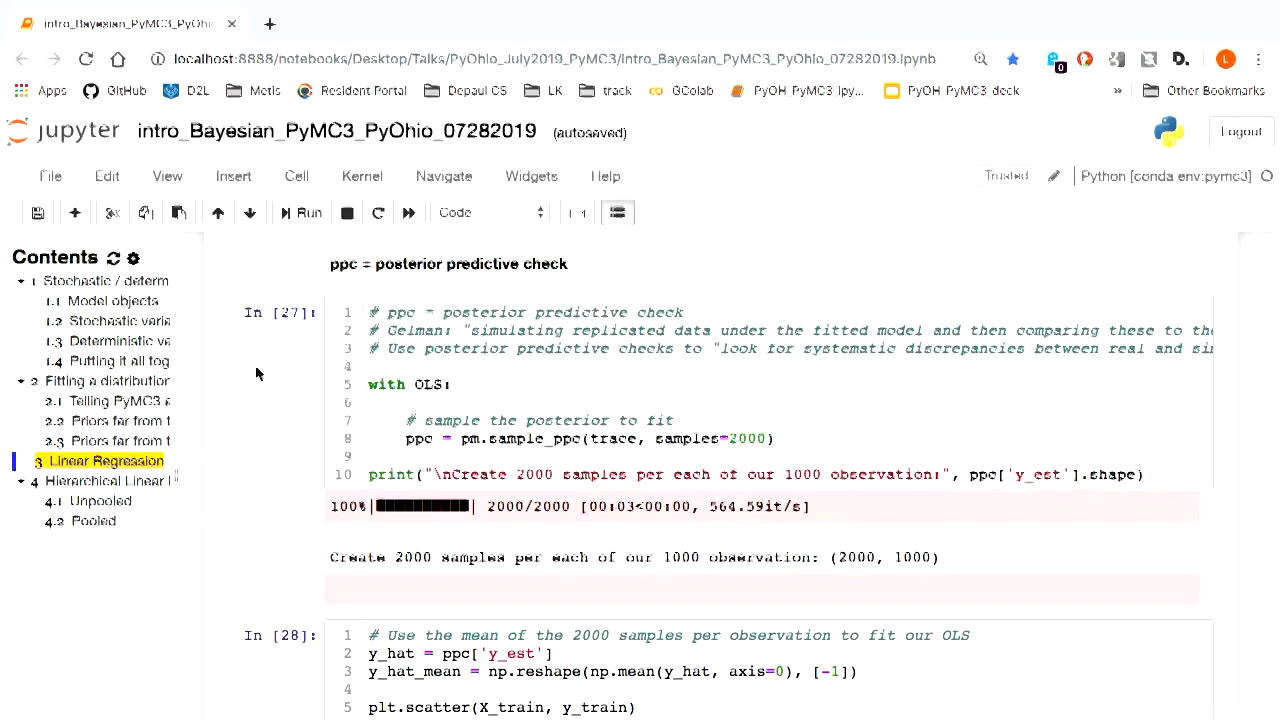 intro_Bayesian_PyMC3_PyOhi
localhost:8888/notebooks/Desktop/Talks/PyOhio_July2019_PyMC3/intro_Bayesian_PyMC3_PyOhio_07282019.ipynb
0 D. L
Apps GitHub D2L Metis Resident Portal Depaul CS LK track GColab PyOH PyMC3 ipy... PyOH PyMC3 deck » Other Bookmarks
jupyter intro_Bayesian_PyMC3_PyOhio_07282019 (autosaved) Logout
File Edit View Insert Cell Kernel Navigate Widgets Help Trusted Python [conda env:pymc3]
Run Code
Contents
1 Stochastic / determ
1.1 Model objects
1.2 Stochastic varia
1.3 Deterministic va
1.4 Putting it all tog
2 Fitting a distribution
2.1 Telling PyMC3 a
2.2 Priors far from t
2.3 Priors far from t
3 Linear Regression
4 Hierarchical Linear
4.1 Unpooled
4.2 Pooled
ppc = posterior predictive check
In [27]:
1 # ppc = posterior predictive check
2 # Gelman: "simulating replicated data under the fitted model and then comparing these to the
3 # Use posterior predictive checks to "look for systematic discrepancies between real and sim
4
5 with OLS:
6
7 # sample the posterior to fit
8 ppc = pm.sample_ppc(trace, samples=2000)
9
10 print("\nCreate 2000 samples per each of our 1000 observation:", ppc['y_est'].shape)
100%| | 2000/2000 [00:03<00:00, 564.59it/s]
Create 2000 samples per each of our 1000 observation: (2000, 1000)
In [28]:
1 # Use the mean of the 2000 samples per observation to fit our OLS
2 y_hat = ppc['y_est']
3 y_hat_mean = np.reshape(np.mean(y_hat, axis=0), [-1])
4
5 plt.scatter(X_train, y_train)